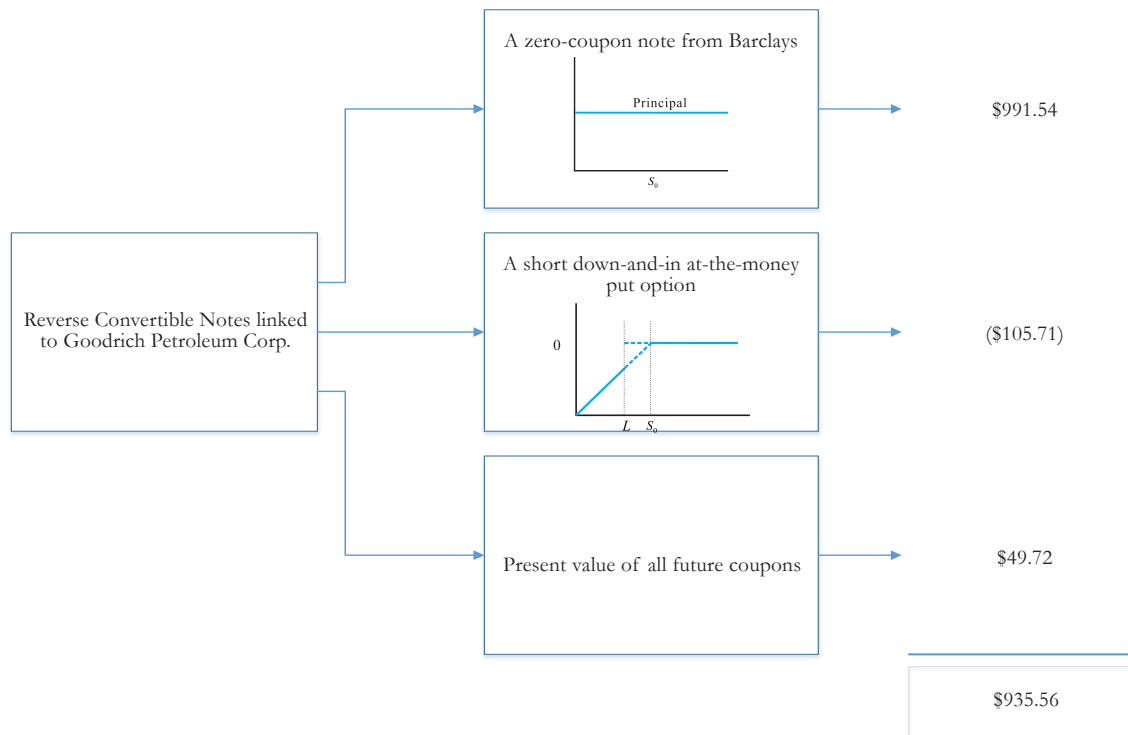 A zero-coupon note from Barclays
Principal
S₀
$991.54
Reverse Convertible Notes linked
to Goodrich Petroleum Corp.
A short down-and-in at-the-money
put option
0
L S₀
($105.71)
Present value of all future coupons
$49.72
$935.56